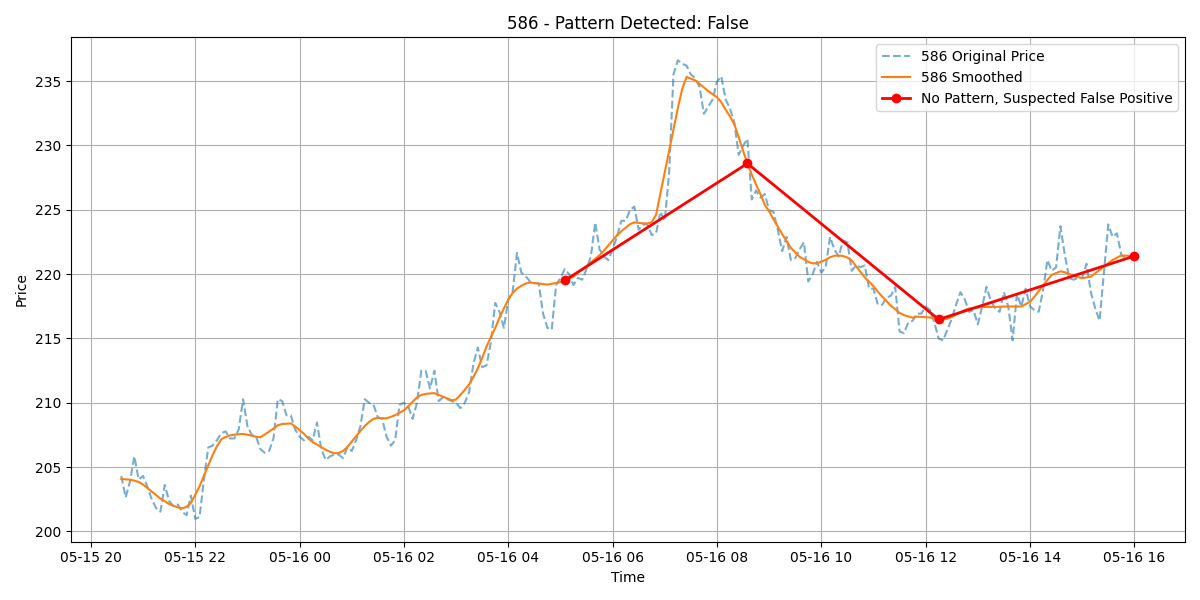 586 - Pattern Detected: False
586 Original Price
586 Smoothed
No Pattern, Suspected False Positive
Price
235
230
225
220
215
210
205
200
05-15 20 05-15 22 05-16 00 05-16 02 05-16 04 05-16 06 05-16 08 05-16 10 05-16 12 05-16 14 05-16 16
Time